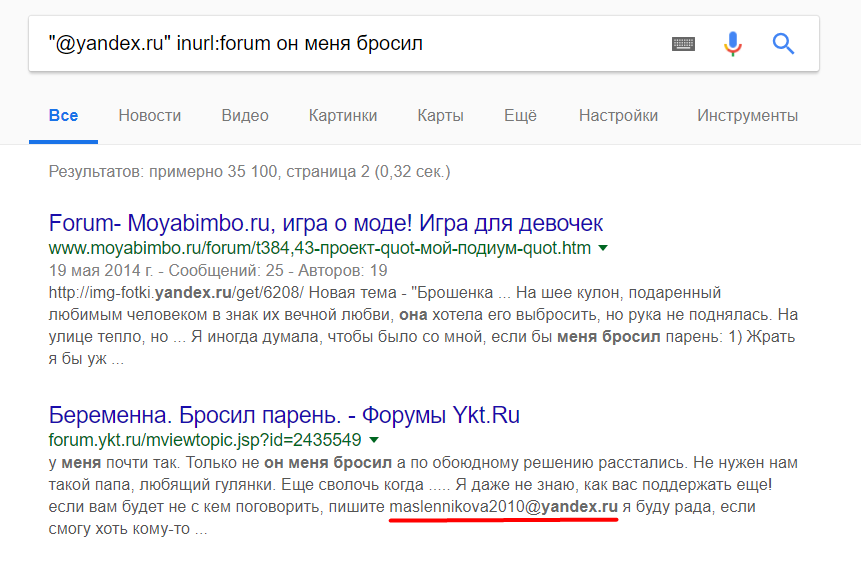 "@yandex.ru" inurl:forum он меня бросил
Все Новости Видео Картинки Карты Ещё Настройки Инструменты
Результатов: примерно 35 100, страница 2 (0,32 сек.)
Forum- Moyabimbo.ru, игра о моде! Игра для девочек
www.moyabimbo.ru/forum/t384,43-проект-quot-мой-подиум-quot.htm
19 мая 2014 г. - Сообщений: 25 - Авторов: 19
http://img-fotki.yandex.ru/get/6208/ Новая тема - "Брошенка ... На шее кулон, подаренный
любимым человеком в знак их вечной любви, она хотела его выбросить, но рука не поднялась. На
улице тепло, но ... Я иногда думала, чтобы было со мной, если бы меня бросил парень: 1) Жрать
я бы уж ...
Беременна. Бросил парень. - Форумы Ykt.Ru
forum.ykt.ru/mviewtopic.jsp?id=2435549
у меня почти так. Только не он меня бросил а по обоюдному решению расстались. Не нужен нам
такой папа, любящий гулянки. Еще сволочь когда ..... Я даже не знаю, как вас поддержать еще!
если вам будет не с кем поговорить, пишите maslennikova2010@yandex.ru я буду рада, если
смогу хоть кому-то ...